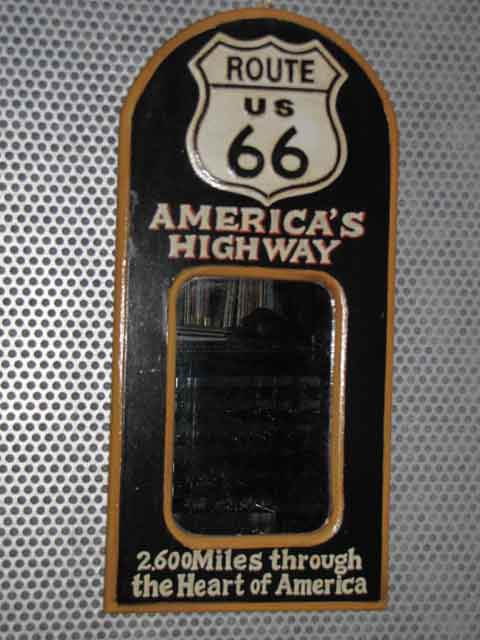 ROUTE
US
66
AMERICA'S
HIGHWAY
2,600Miles through
the Heart of America